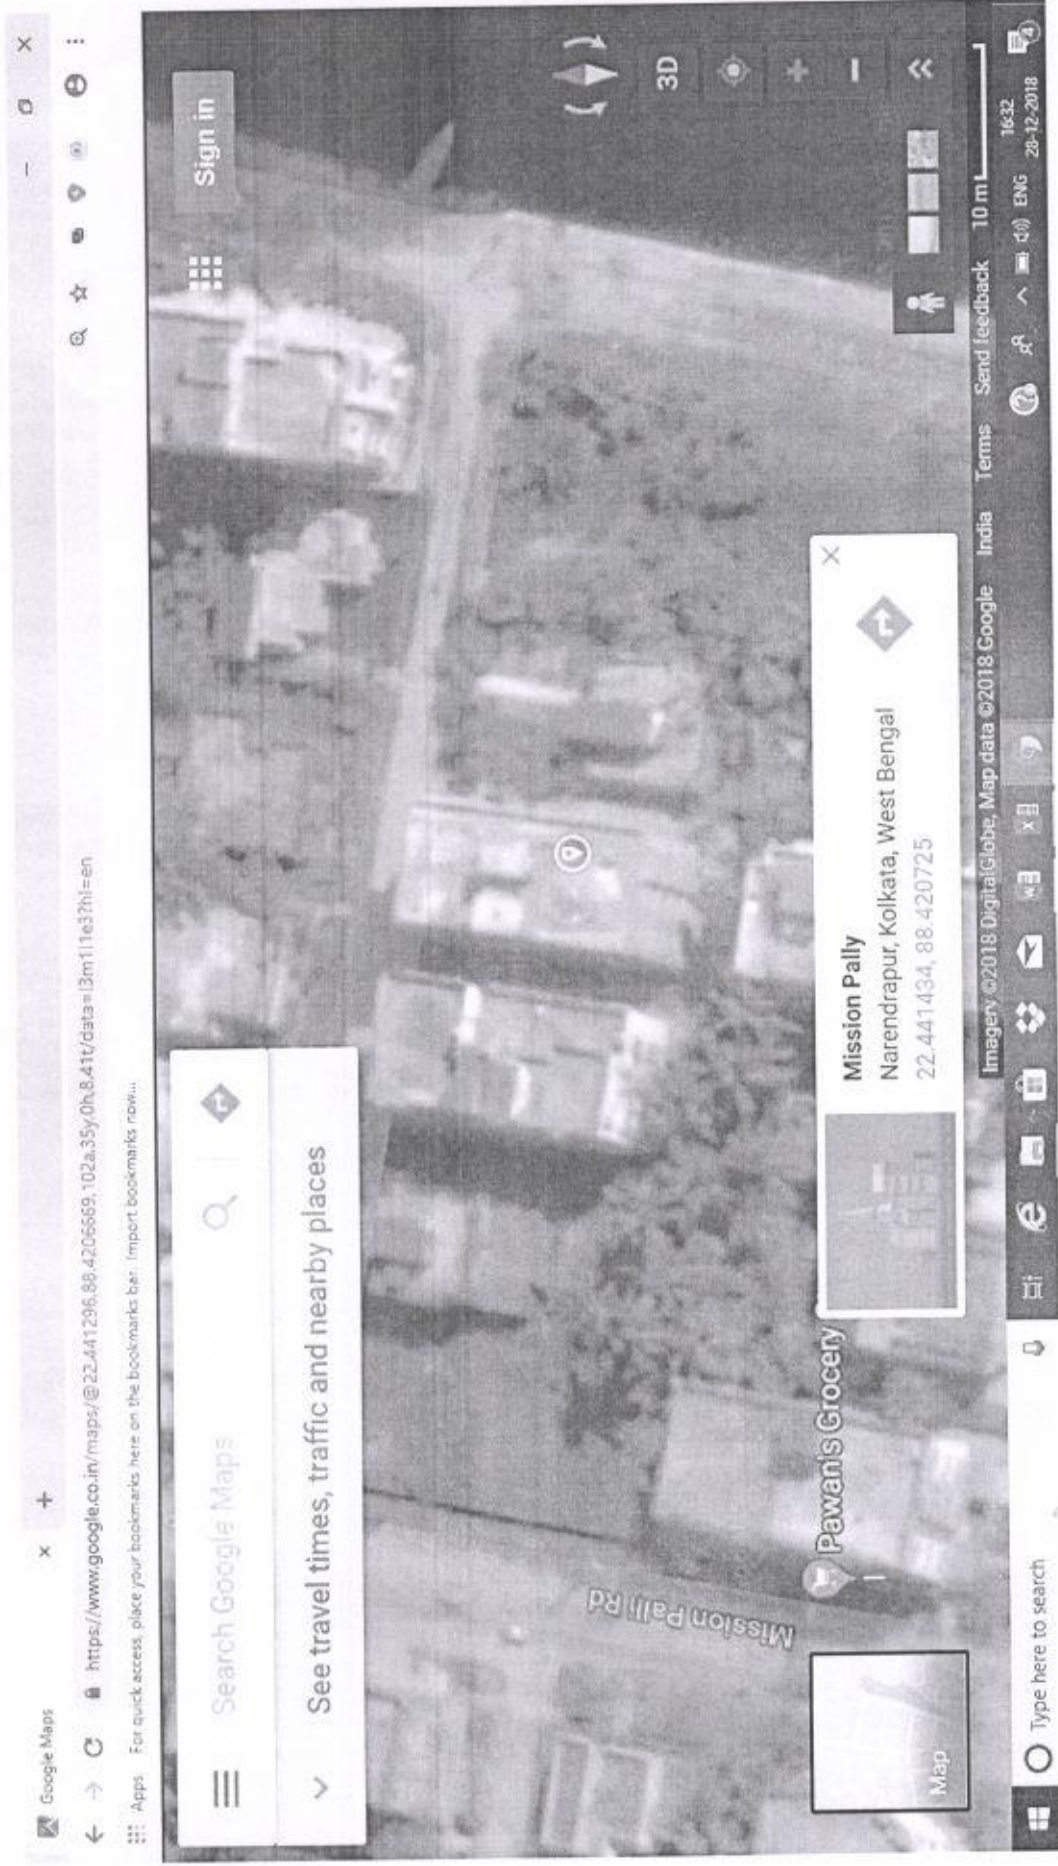 Google Maps
https://www.google.co.in/maps/@22.441296,88.4206669,102a,35y,0h,8.41t/data=!3m1!1e3?hl=en
Apps For quick access, place your bookmarks here on the bookmarks bar. Import bookmarks now...
Search Google Maps
Sign in
See travel times, traffic and nearby places
Mission Palli Rd
3D
Pawan's Grocery
Mission Pally
Narendrapur, Kolkata, West Bengal
22.441434, 88.420725
Map
Imagery ©2018 DigitalGlobe, Map data ©2018 Google India Terms Send feedback 10 m
Type here to search
ENG
16:32
28-12-2018
4